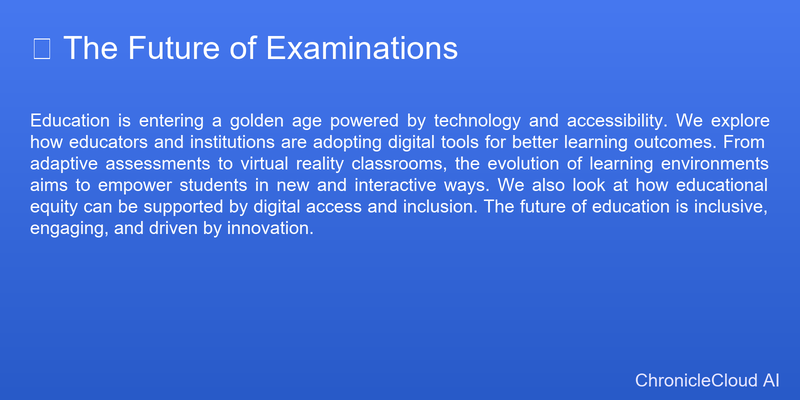 The Future of Examinations
Education is entering a golden age powered by technology and accessibility. We explore
how educators and institutions are adopting digital tools for better learning outcomes. From
adaptive assessments to virtual reality classrooms, the evolution of learning environments
aims to empower students in new and interactive ways. We also look at how educational
equity can be supported by digital access and inclusion. The future of education is inclusive,
engaging, and driven by innovation.
ChronicleCloud AI